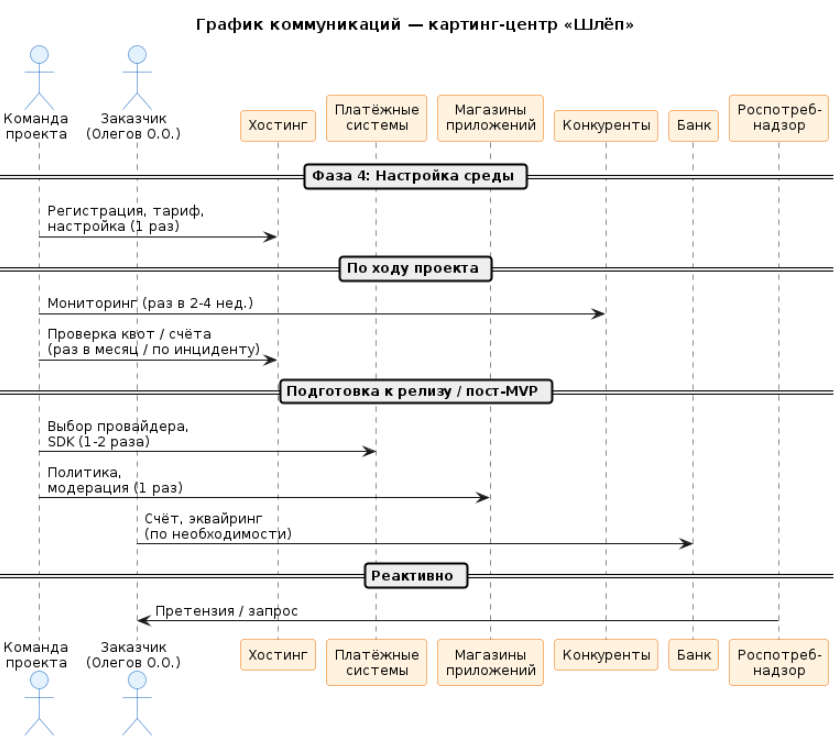 График коммуникаций — картинг-центр «Шлёп»
Команда
проекта
Заказчик
(Олегов О.О.)
Хостинг
Платёжные
системы
Магазины
приложений
Конкуренты
Банк
Роспотреб-
надзор
Фаза 4: Настройка среды
Регистрация, тариф,
настройка (1 раз)
По ходу проекта
Мониторинг (раз в 2-4 нед.)
Проверка квот / счёта
(раз в месяц / по инциденту)
Подготовка к релизу / пост-MVP
Выбор провайдера,
SDK (1-2 раза)
Политика,
модерация (1 раз)
Счёт, эквайринг
(по необходимости)
Реактивно
Претензия / запрос
Команда
проекта
Заказчик
(Олегов О.О.)
Хостинг
Платёжные
системы
Магазины
приложений
Конкуренты
Банк
Роспотреб-
надзор